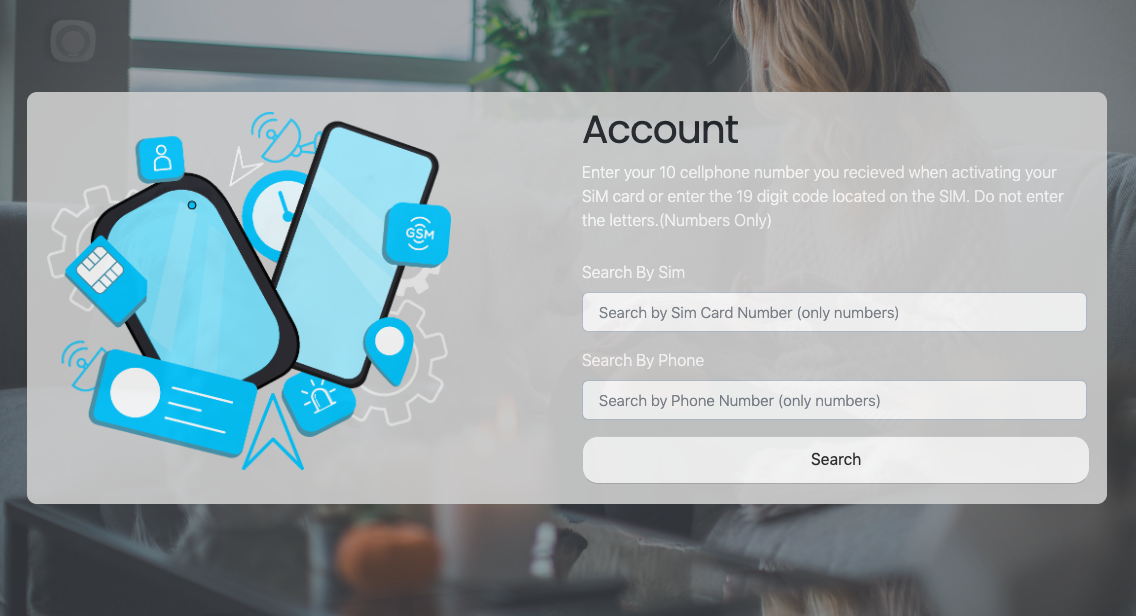 Account
Enter your 10 cellphone number you recieved when activating your
SiM card or enter the 19 digit code located on the SIM. Do not enter
the letters.(Numbers Only)
GSM
Search By Sim
Search by Sim Card Number (only numbers)
Search By Phone
Search by Phone Number (only numbers)
Search